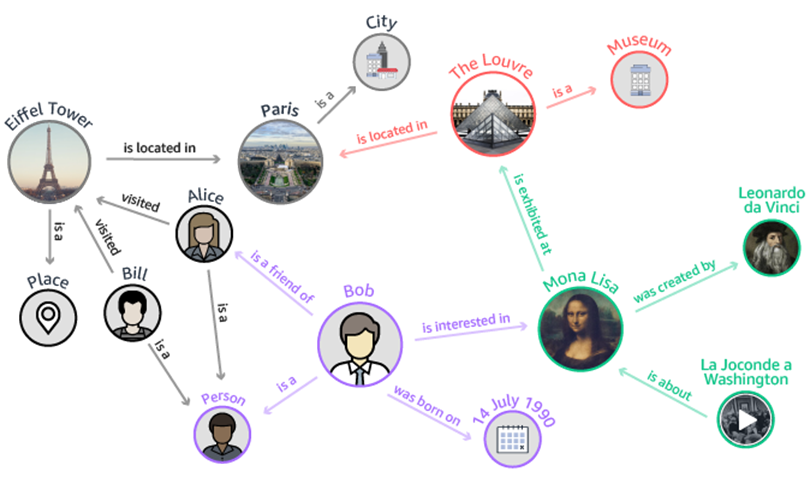 City
The Louvre
Museum
is a
is a
Eiffel Tower
Paris
is located in
is located in
visited
Alice
is exhibited at
Leonardo
da Vinci
is a
visited
is a friend of
Place
Bill
Bob
Mona Lisa
was created by
is a
is interested in
is a
La Joconde a
Washington
is about
Person
is a
was born on
14 July 1990